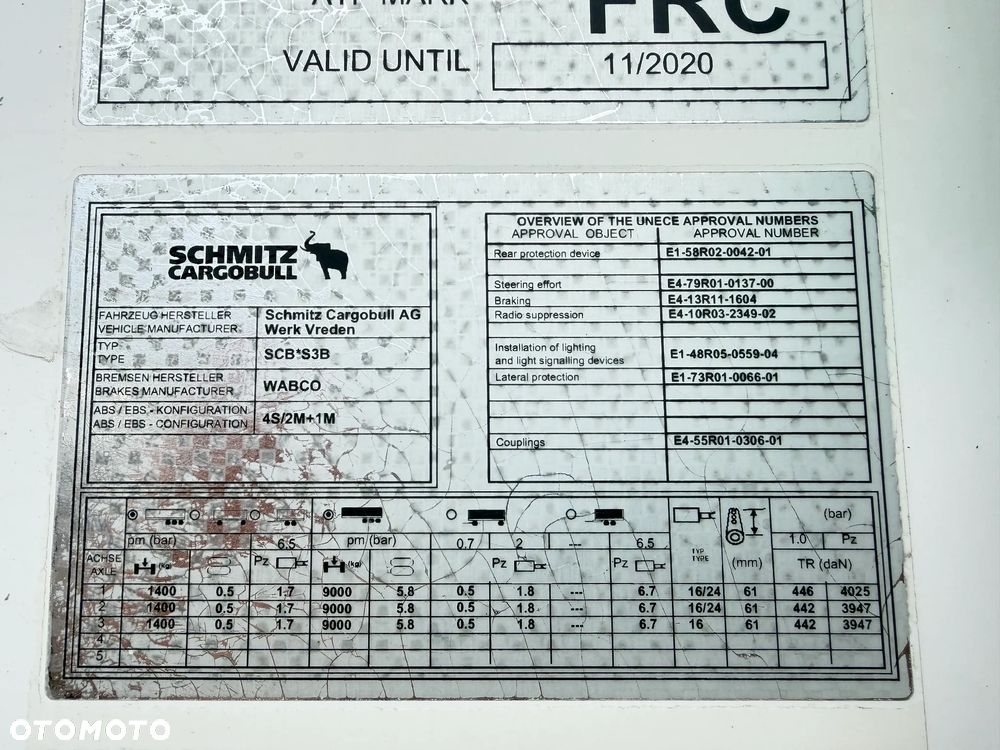 ATP MARK FRC
VALID UNTIL 11/2020
SCHMITZ
CARGOBULL
FAHRZEUG HERSTELLER
VEHICLE MANUFACTURER
Schmitz Cargobull AG
Werk Vreden
TYP
TYPE
SCB*S3B
BREMSEN HERSTELLER
BRAKES MANUFACTURER
WABCO
ABS / EBS - KONFIGURATION
ABS / EBS - CONFIGURATION
4S/2M+1M
OVERVIEW OF THE UNECE APPROVAL NUMBERS
APPROVAL OBJECT APPROVAL NUMBER
Rear protection device E1-58R02-0042-01
Steering effort E4-79R01-0137-00
Braking E4-13R11-1604
Radio suppression E4-10R03-2349-02
Installation of lighting
and light signalling devices E1-48R05-0559-04
Lateral protection E1-73R01-0066-01
Couplings E4-55R01-0306-01
(bar)
pm (bar) 6.5 pm (bar) 0.7 2 --- 6.5 1.0 Pz
ACHSE
AXLE
(kg) Pz (kg) Pz Pz
TYP
TYPE
(mm) TR (daN)
1 1400 0.5 1.7 9000 5.8 0.5 1.8 --- 6.7 16/24 61 446 4025
2 1400 0.5 1.7 9000 5.8 0.5 1.8 --- 6.7 16/24 61 442 3947
3 1400 0.5 1.7 9000 5.8 0.5 1.8 --- 6.7 16 61 442 3947
4
5
OTOMOTO